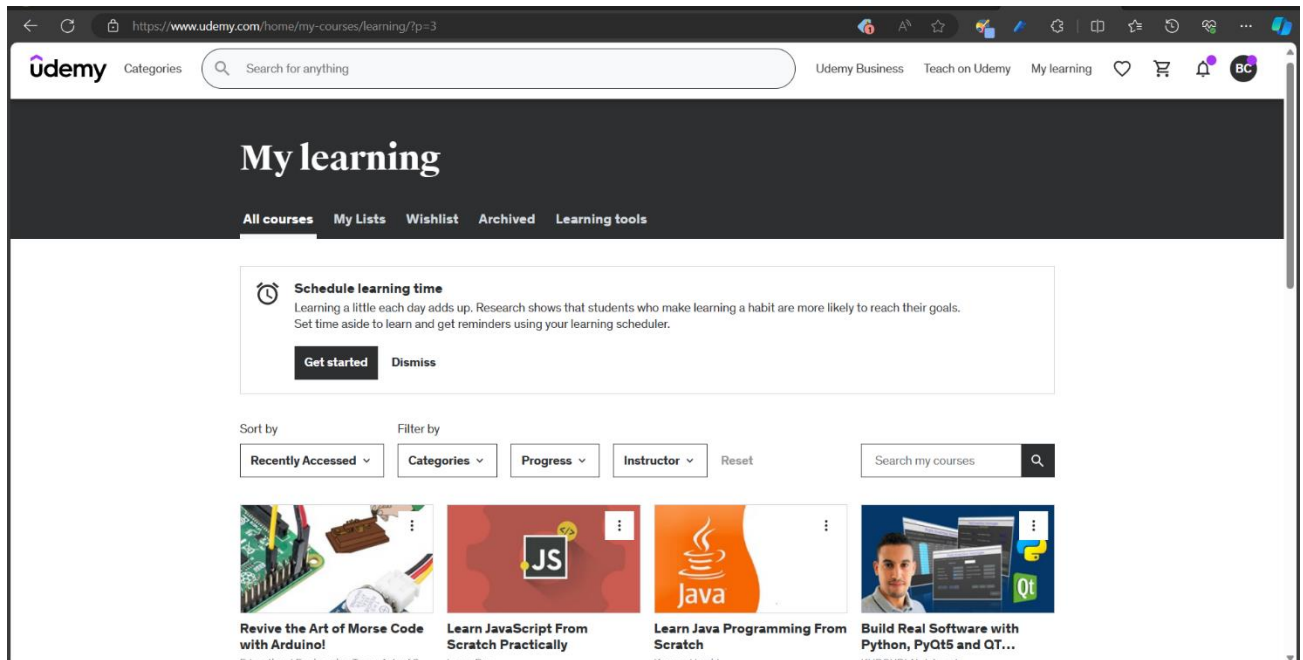 https://www.udemy.com/home/my-courses/learning/?p=3
6
ûdemy
Categories
Search for anything
Udemy Business
Teach on Udemy
My learning
BC
My learning
All courses
My Lists
Wishlist
Archived
Learning tools
Schedule learning time
Learning a little each day adds up. Research shows that students who make learning a habit are more likely to reach their goals.
Set time aside to learn and get reminders using your learning scheduler.
Get started
Dismiss
Sort by
Filter by
Recently Accessed
Categories
Progress
Instructor
Reset
Search my courses
</>
JS
Java
Qt
Revive the Art of Morse Code
with Arduino!
Learn JavaScript From
Scratch Practically
Learn Java Programming From
Scratch
Build Real Software with
Python, PyQt5 and QT...